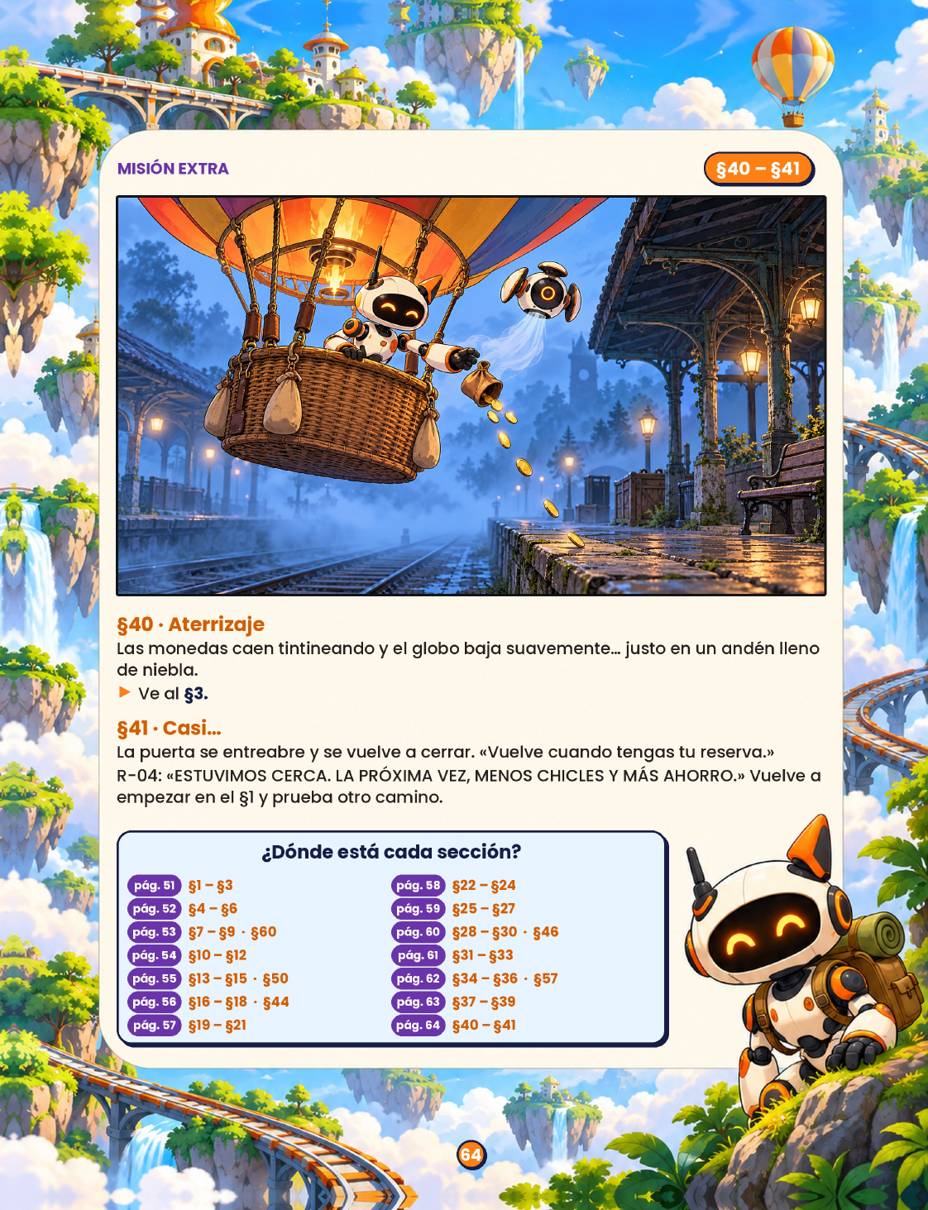 MISIÓN EXTRA
§40 – §41
§40 · Aterrizaje
Las monedas caen tintineando y el globo baja suavemente... justo en un andén lleno
de niebla.
► Ve al §3.
§41 · Casi...
La puerta se entreabre y se vuelve a cerrar. «Vuelve cuando tengas tu reserva.»
R-04: «ESTUVIMOS CERCA. LA PRÓXIMA VEZ, MENOS CHICLES Y MÁS AHORRO.» Vuelve a
empezar en el §1 y prueba otro camino.
¿Dónde está cada sección?
pág. 51 §1 – §3
pág. 52 §4 – §6
pág. 53 §7 – §9 · §60
pág. 54 §10 – §12
pág. 55 §13 – §15 · §50
pág. 56 §16 – §18 · §44
pág. 57 §19 – §21
pág. 58 §22 – §24
pág. 59 §25 – §27
pág. 60 §28 – §30 · §46
pág. 61 §31 – §33
pág. 62 §34 – §36 · §57
pág. 63 §37 – §39
pág. 64 §40 – §41
64